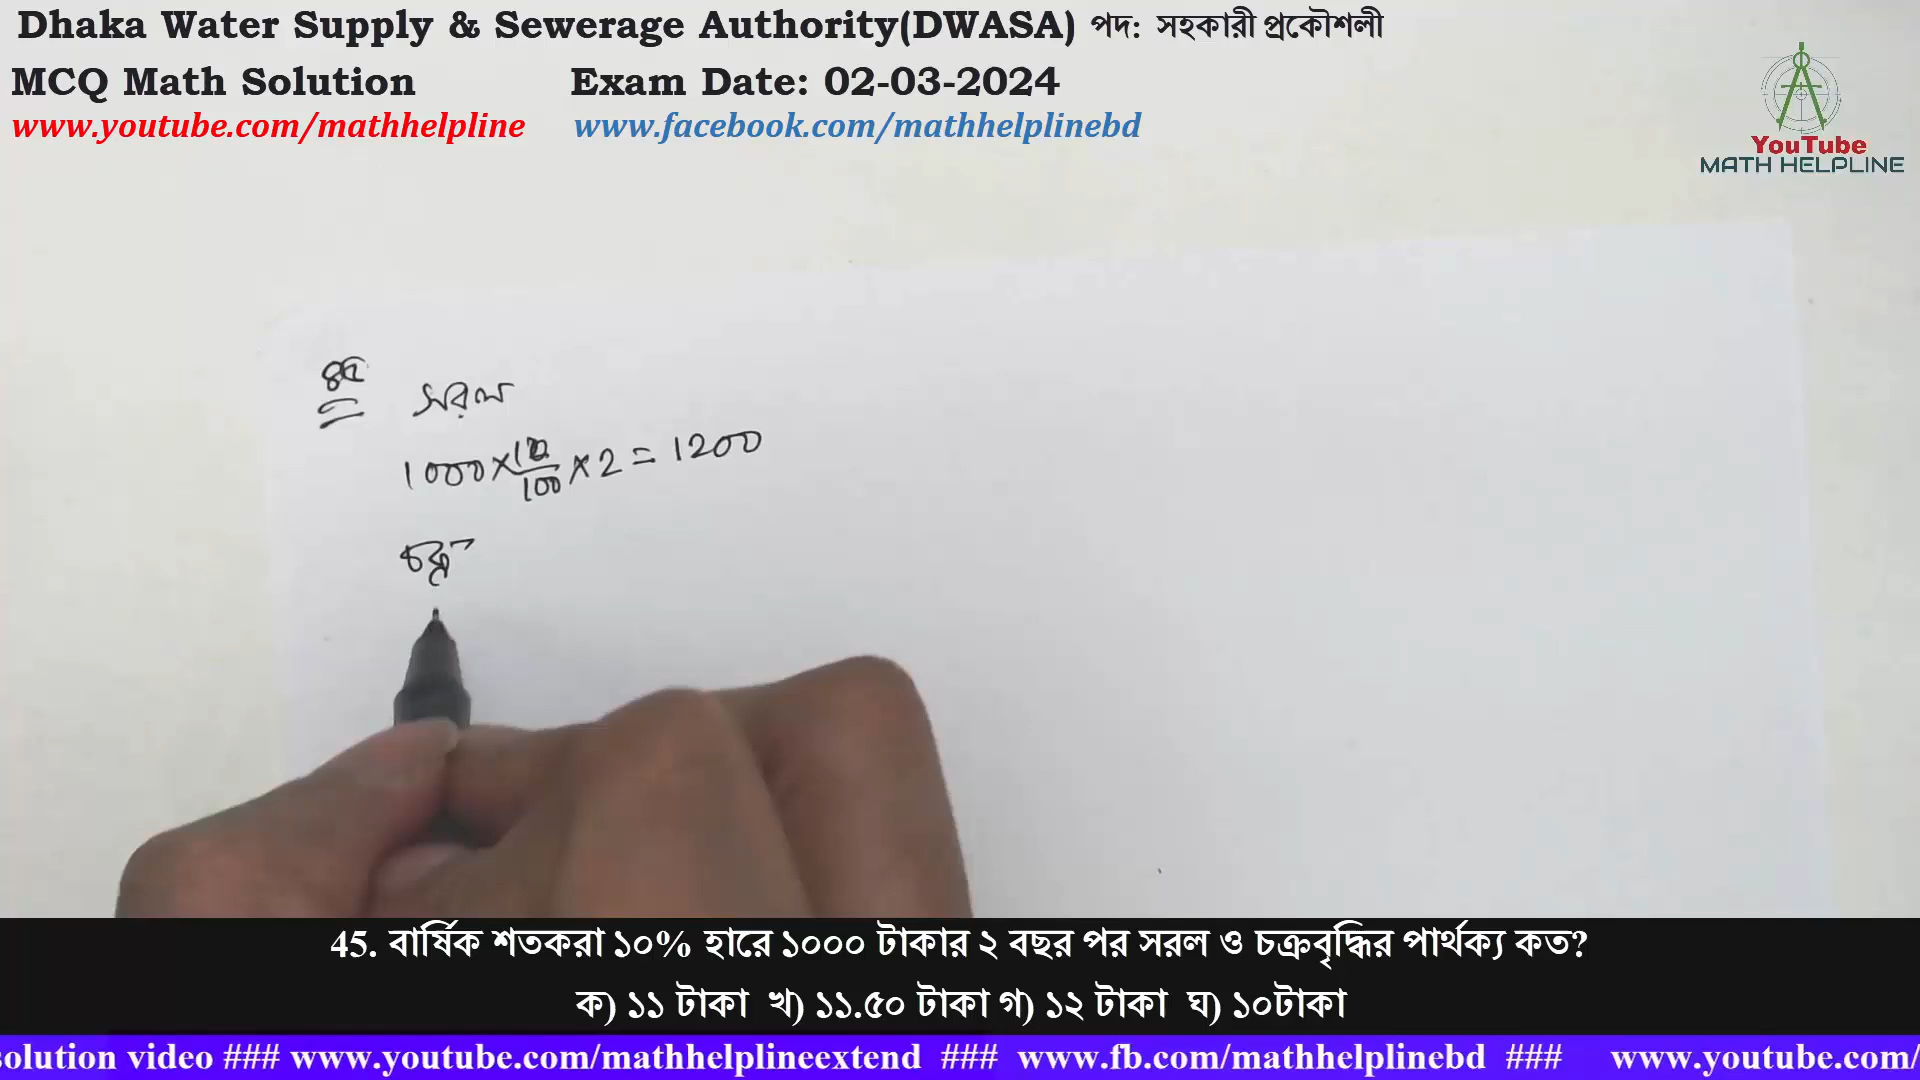 Dhaka Water Supply & Sewerage Authority(DWASA) পদ: সহকারী প্রকৌশলী
MCQ Math Solution Exam Date: 02-03-2024
www.youtube.com/mathhelpline www.facebook.com/mathhelplinebd
YouTube
MATH HELPLINE
৪৫ সরল
1000 × 10/100 × 2 = 1200
চক্র
45. বার্ষিক শতকরা ১০% হারে ১০০০ টাকার ২ বছর পর সরল ও চক্রবৃদ্ধির পার্থক্য কত?
ক) ১১ টাকা খ) ১১.৫০ টাকা গ) ১২ টাকা ঘ) ১০টাকা
solution video ### www.youtube.com/mathhelplineextend ### www.fb.com/mathhelplinebd ### www.youtube.com/